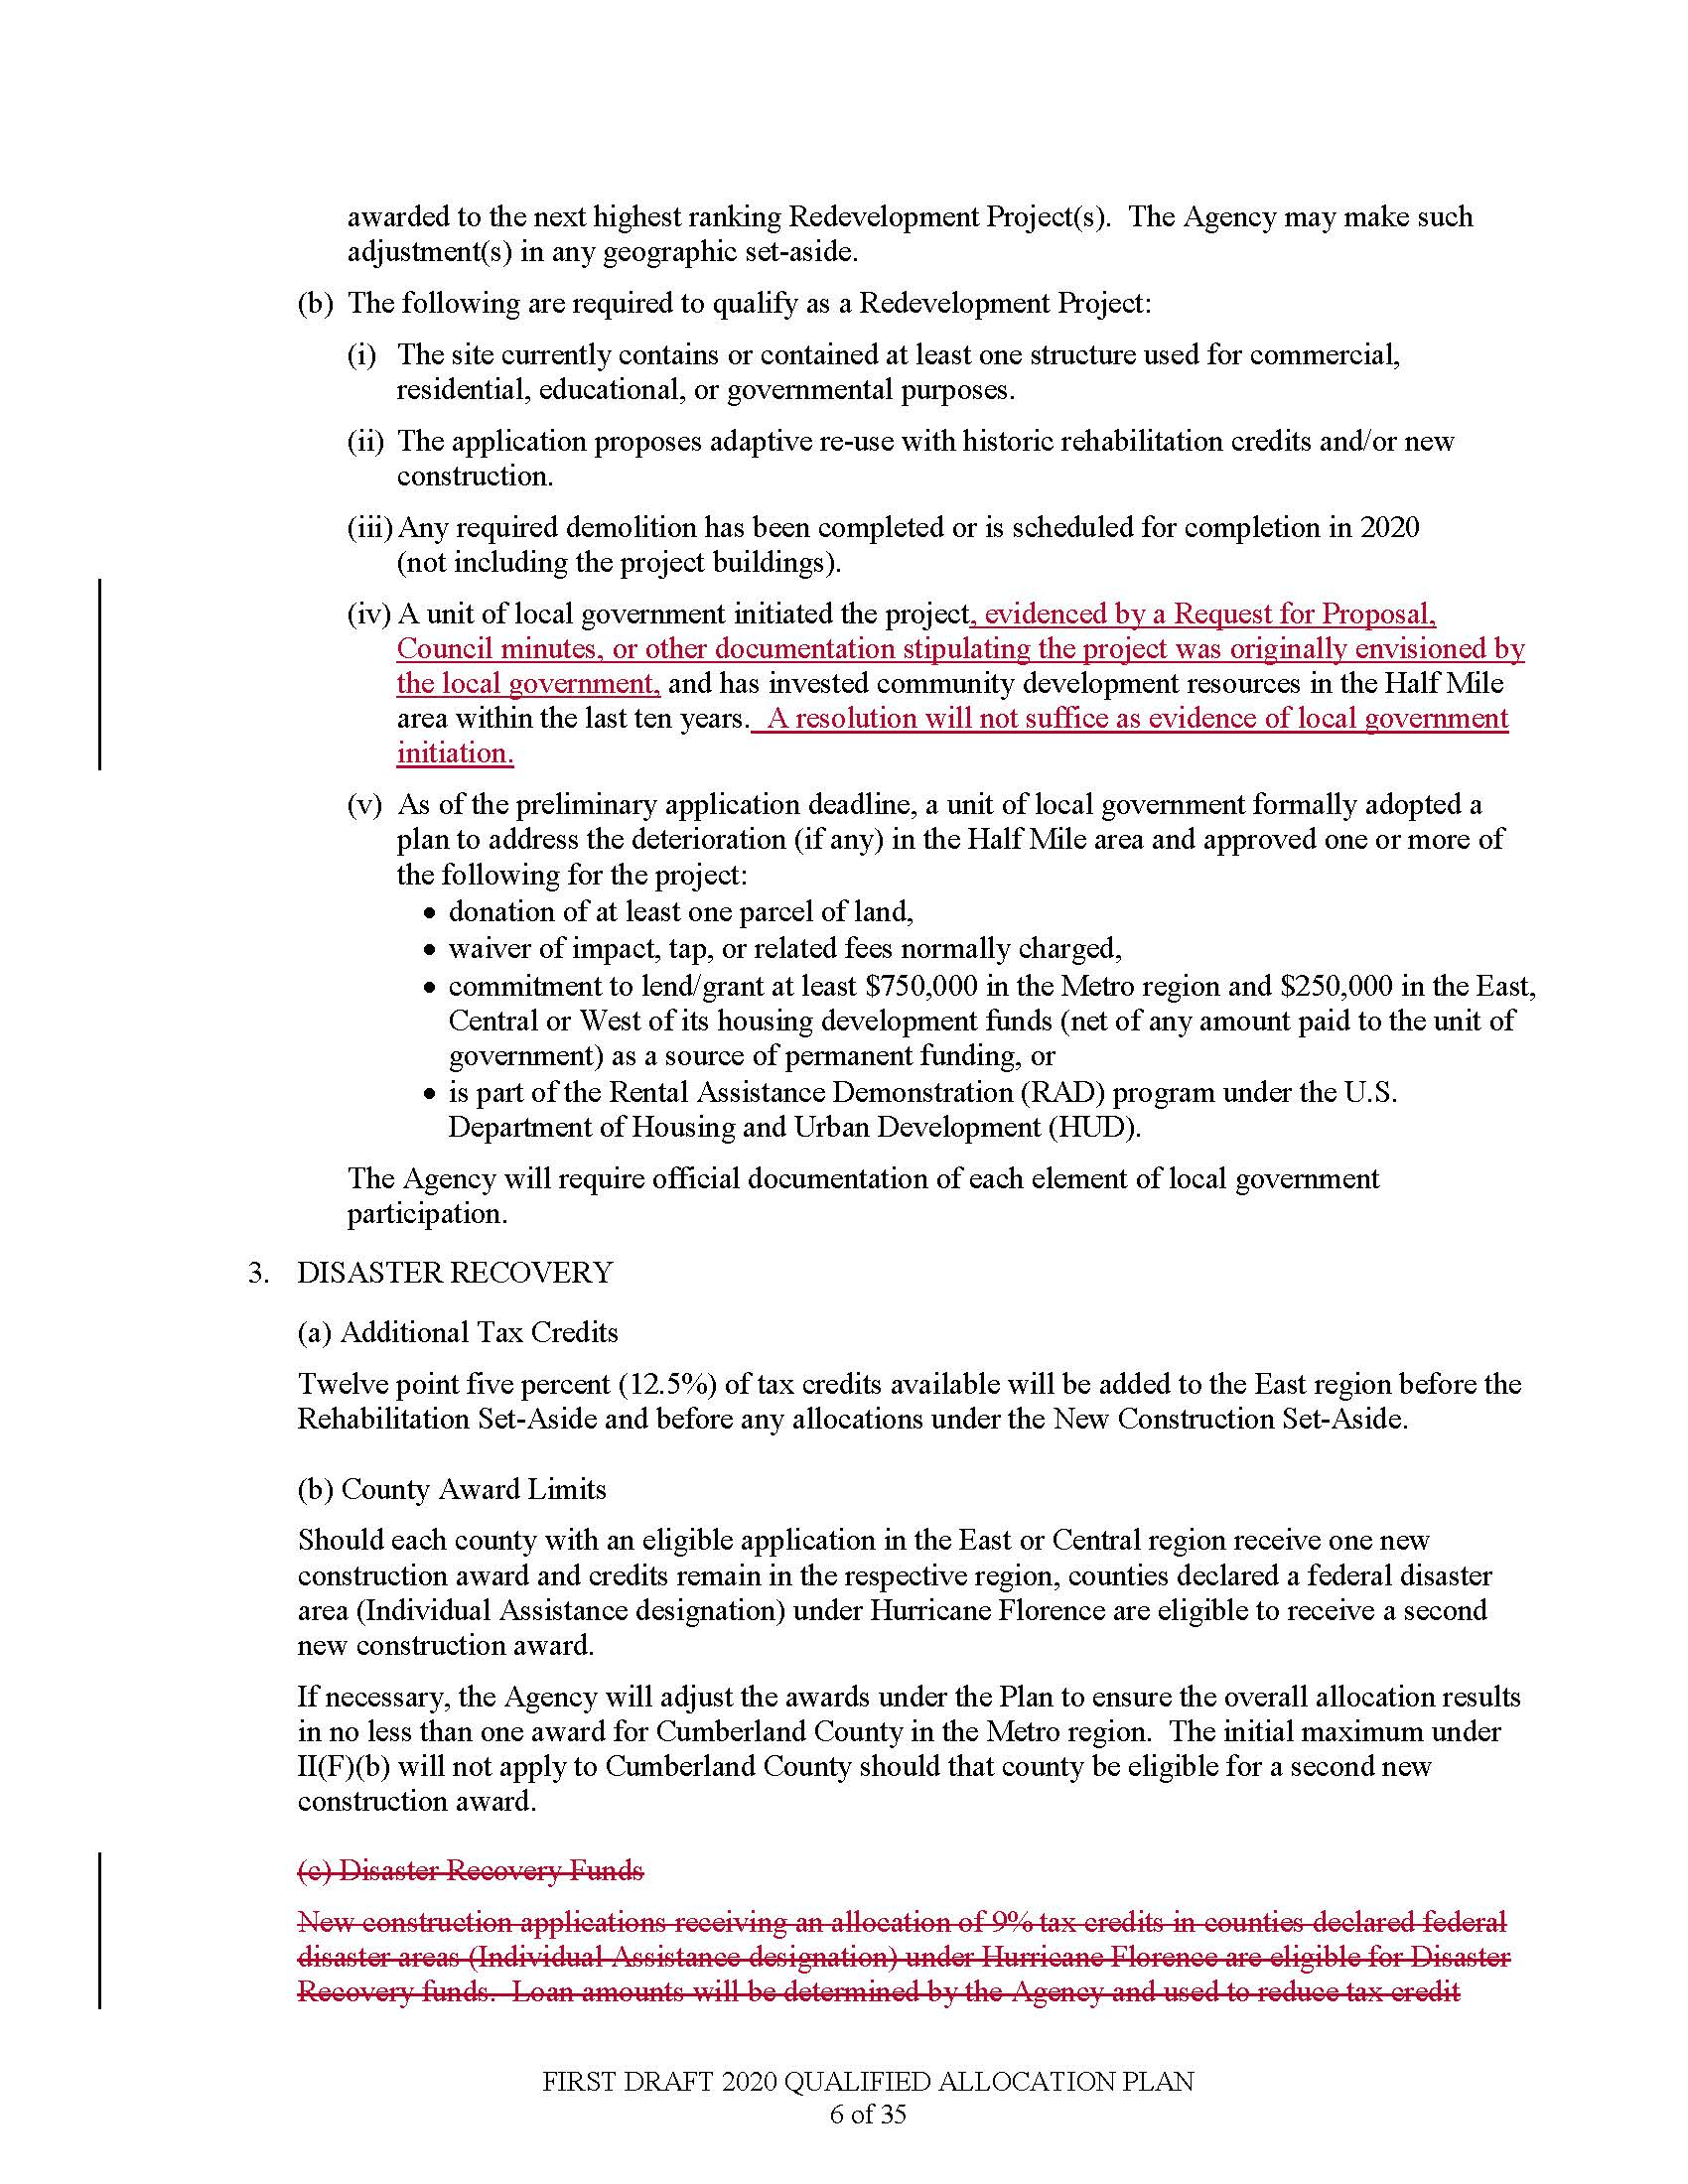 awarded to the next highest ranking Redevelopment Project(s).  The Agency may make such
adjustment(s) in any geographic set-aside.
(b) The following are required to qualify as a Redevelopment Project:
(i) The site currently contains or contained at least one structure used for commercial,
residential, educational, or governmental purposes.
(ii) The application proposes adaptive re-use with historic rehabilitation credits and/or new
construction.
(iii) Any required demolition has been completed or is scheduled for completion in 2020
(not including the project buildings).
(iv) A unit of local government initiated the project, evidenced by a Request for Proposal,
Council minutes, or other documentation stipulating the project was originally envisioned by
the local government, and has invested community development resources in the Half Mile
area within the last ten years.  A resolution will not suffice as evidence of local government
initiation.
(v) As of the preliminary application deadline, a unit of local government formally adopted a
plan to address the deterioration (if any) in the Half Mile area and approved one or more of
the following for the project:
• donation of at least one parcel of land,
• waiver of impact, tap, or related fees normally charged,
• commitment to lend/grant at least $750,000 in the Metro region and $250,000 in the East,
Central or West of its housing development funds (net of any amount paid to the unit of
government) as a source of permanent funding, or
• is part of the Rental Assistance Demonstration (RAD) program under the U.S.
Department of Housing and Urban Development (HUD).
The Agency will require official documentation of each element of local government
participation.
3. DISASTER RECOVERY
(a) Additional Tax Credits
Twelve point five percent (12.5%) of tax credits available will be added to the East region before the
Rehabilitation Set-Aside and before any allocations under the New Construction Set-Aside.
(b) County Award Limits
Should each county with an eligible application in the East or Central region receive one new
construction award and credits remain in the respective region, counties declared a federal disaster
area (Individual Assistance designation) under Hurricane Florence are eligible to receive a second
new construction award.
If necessary, the Agency will adjust the awards under the Plan to ensure the overall allocation results
in no less than one award for Cumberland County in the Metro region.  The initial maximum under
II(F)(b) will not apply to Cumberland County should that county be eligible for a second new
construction award.
(c) Disaster Recovery Funds
New construction applications receiving an allocation of 9% tax credits in counties declared federal
disaster areas (Individual Assistance designation) under Hurricane Florence are eligible for Disaster
Recovery funds.  Loan amounts will be determined by the Agency and used to reduce tax credit
FIRST DRAFT 2020 QUALIFIED ALLOCATION PLAN
6 of 35